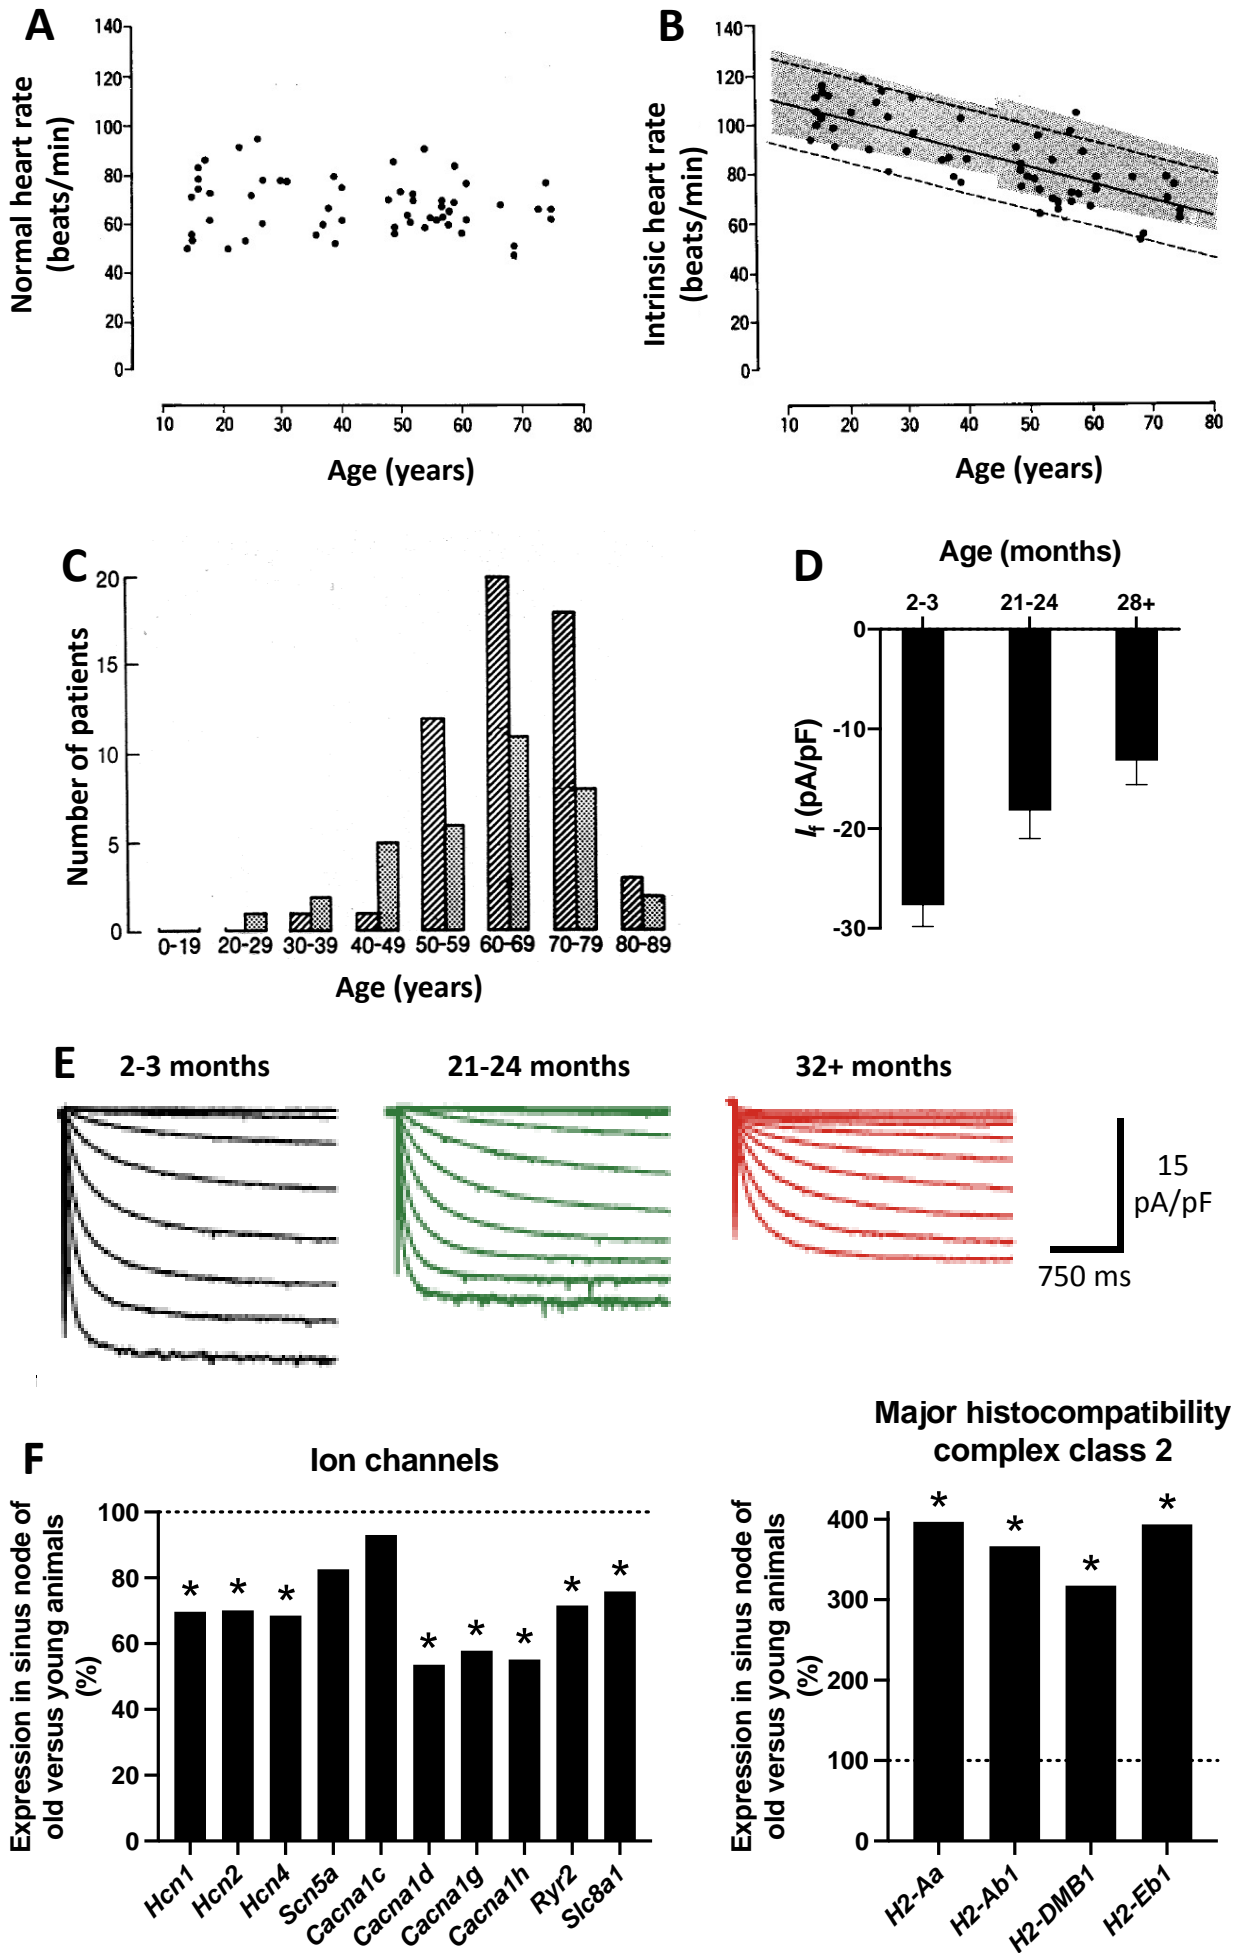 A
Normal heart rate
(beats/min)
140
120
100
80
60
40
20
0
10 20 30 40 50 60 70 80
Age (years)
B
Intrinsic heart rate
(beats/min)
140
120
100
80
60
40
20
0
10 20 30 40 50 60 70 80
Age (years)
C
Number of patients
20
15
10
5
0
0-19 20-29 30-39 40-49 50-59 60-69 70-79 80-89
Age (years)
D
Age (months)
2-3 21-24 28+
0
-10
-20
-30
If (pA/pF)
E
2-3 months
21-24 months
32+ months
15
pA/pF
750 ms
F
Ion channels
Expression in sinus node of
old versus young animals
(%)
100
80
60
40
20
0
* * * * * * * *
Hcn1 Hcn2 Hcn4 Scn5a Cacna1c Cacna1d Cacna1g Cacna1h Ryr2 Slc8a1
Major histocompatibility
complex class 2
Expression in sinus node of
old versus young animals
(%)
400
300
200
100
0
* * * *
H2-Aa H2-Ab1 H2-DMB1 H2-Eb1